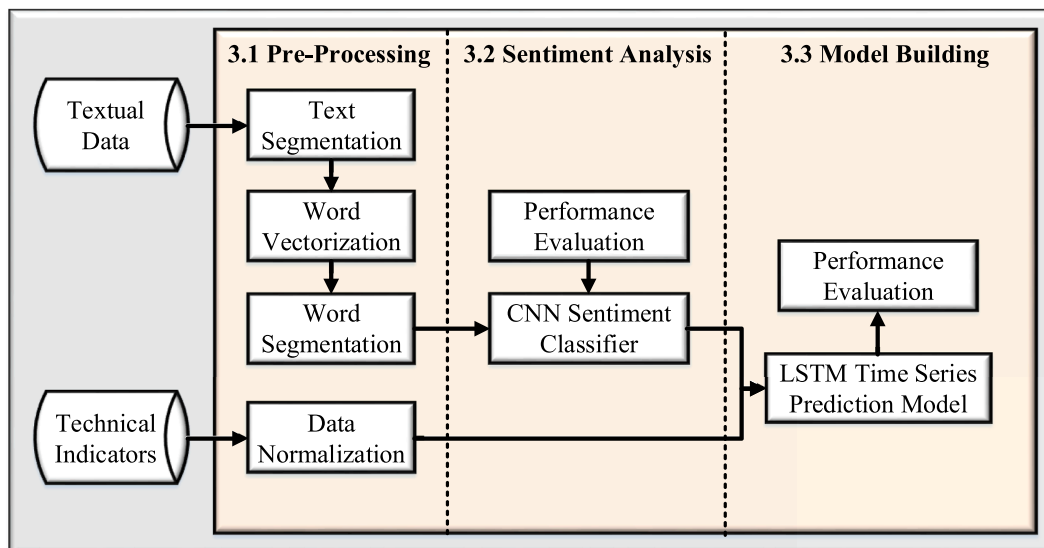 3.1 Pre-Processing
3.2 Sentiment Analysis
3.3 Model Building
Textual
Data
Text
Segmentation
Word
Vectorization
Word
Segmentation
Performance
Evaluation
CNN Sentiment
Classifier
Performance
Evaluation
LSTM Time Series
Prediction Model
Technical
Indicators
Data
Normalization